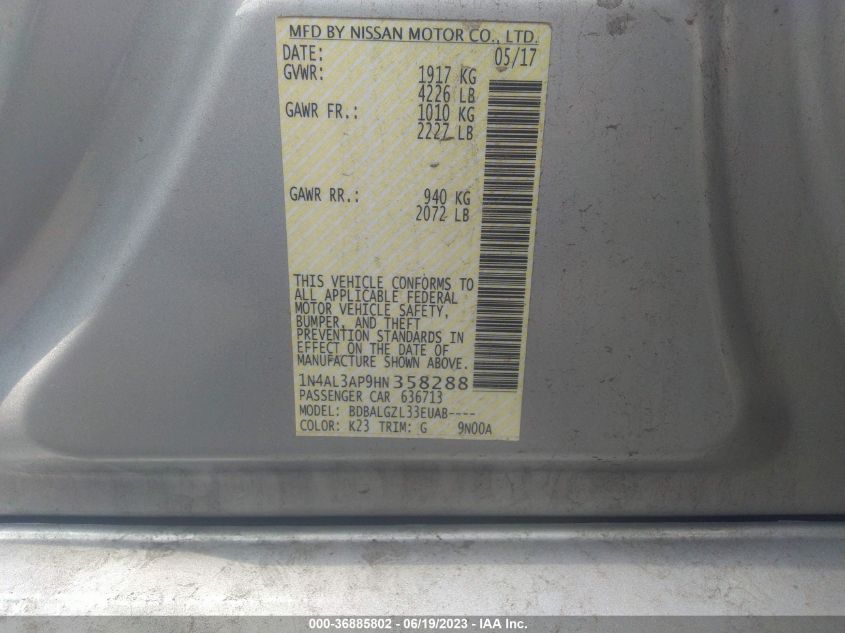 MFD BY NISSAN MOTOR CO., LTD.
DATE: 05/17
GVWR: 1917 KG
4226 LB
GAWR FR.: 1010 KG
2227 LB
GAWR RR.: 940 KG
2072 LB
THIS VEHICLE CONFORMS TO
ALL APPLICABLE FEDERAL
MOTOR VEHICLE SAFETY,
BUMPER, AND THEFT
PREVENTION STANDARDS IN
EFFECT ON THE DATE OF
MANUFACTURE SHOWN ABOVE.
1N4AL3AP9HN358288
PASSENGER CAR 636713
MODEL: BDBALGZL33EUAB----
COLOR: K23 TRIM: G 9N00A
000-36885802 - 06/19/2023 - IAA Inc.